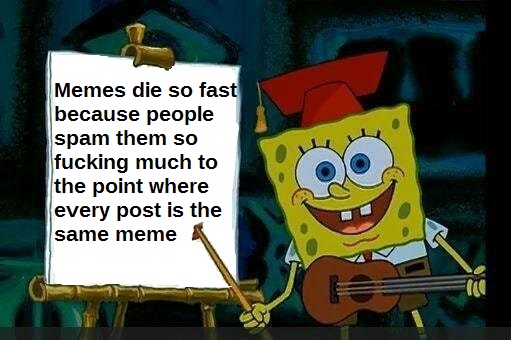 Memes die so fast
because people
spam them so
fucking much to
the point where
every post is the
same meme